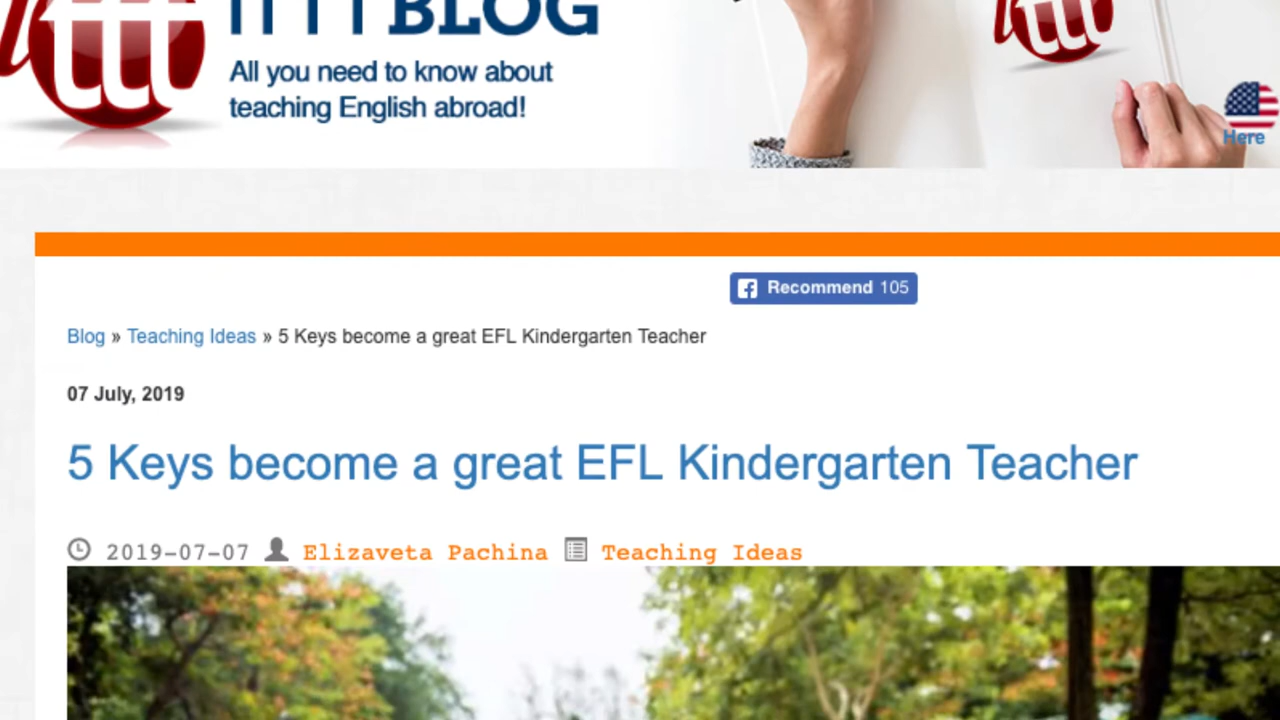 ttt
BLOG
All you need to know about
teaching English abroad!
ttt
Here
Recommend 105
Blog » Teaching Ideas » 5 Keys become a great EFL Kindergarten Teacher
07 July, 2019
5 Keys become a great EFL Kindergarten Teacher
2019-07-07 Elizaveta Pachina Teaching Ideas